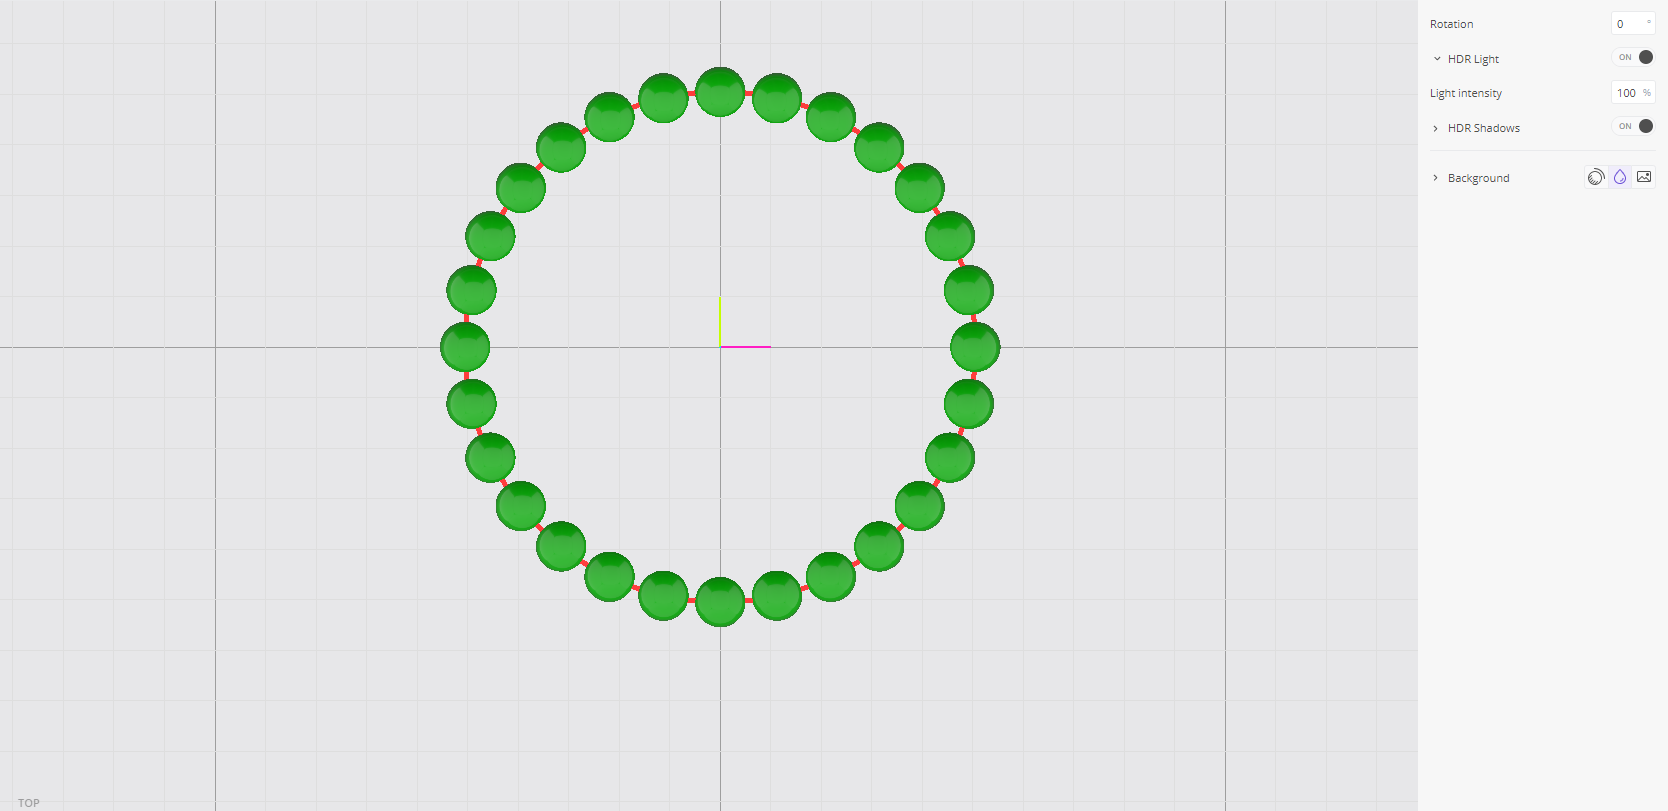 Rotation 0 °
HDR Light ON
Light intensity 100 %
HDR Shadows ON
Background
TOP